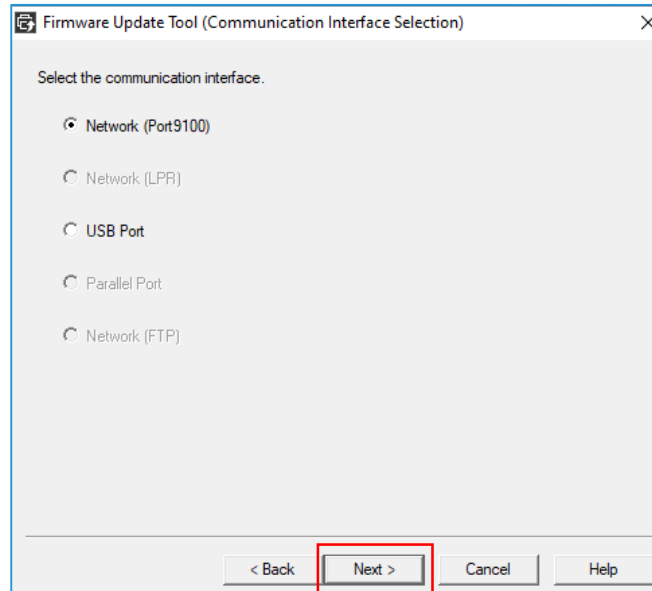 Firmware Update Tool (Communication Interface Selection)
Select the communication interface.
Network (Port9100)
Network (LPR)
USB Port
Parallel Port
Network (FTP)
< Back Next > Cancel Help